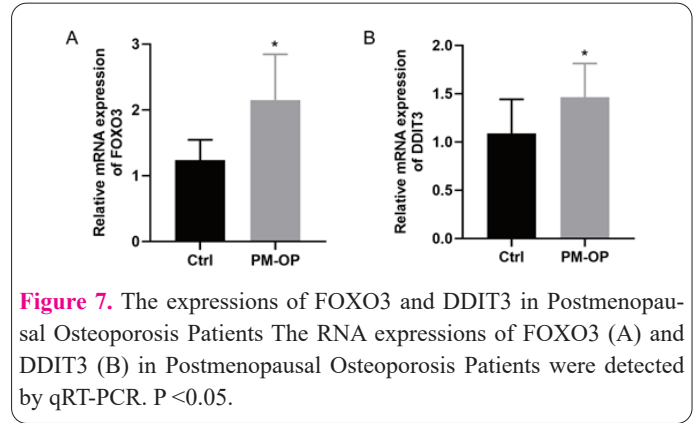 A
Relative mRNA expression
of FOXO3
3
2
1
0
*
Ctrl
PM-OP
B
Relative mRNA expression
of DDIT3
2.0
1.5
1.0
0.5
0.0
*
Ctrl
PM-OP
Figure 7. The expressions of FOXO3 and DDIT3 in Postmenopau-
sal Osteoporosis Patients The RNA expressions of FOXO3 (A) and
DDIT3 (B) in Postmenopausal Osteoporosis Patients were detected
by qRT-PCR. P <0.05.